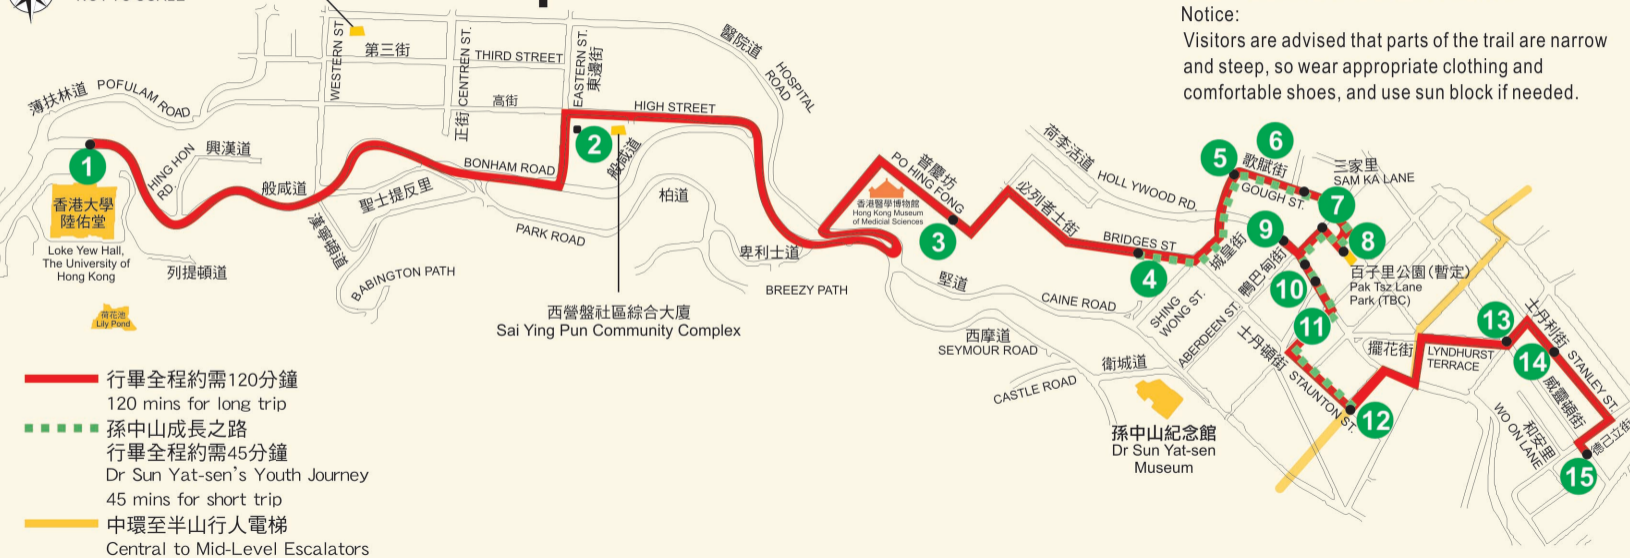 Notice:
Visitors are advised that parts of the trail are narrow
and steep, so wear appropriate clothing and
comfortable shoes, and use sun block if needed.
薄扶林道 POFULAM ROAD
WESTERN ST.
第三街
正街 CENTREN ST.
THIRD STREET
高街
EASTERN ST.
東邊街
HIGH STREET
醫院道
HOSPITAL
ROAD
1
香港大學
陸佑堂
Loke Yew Hall,
The University of
Hong Kong
荷花池
Lily Pond
HING HON
RD.
興漢道
般咸道
BONHAM ROAD
2
般咸道
聖士提反里
漢寧頓道
列提頓道
BABINGTON PATH
PARK ROAD
柏道
西營盤社區綜合大廈
Sai Ying Pun Community Complex
卑利士道
BREEZY PATH
普慶坊
PO HING FONG
香港醫學博物館
Hong Kong Museum
of Medicial Sciences
3
荷李活道
HOLLYWOOD RD.
必列者士街
BRIDGES ST
4
堅道
CAINE ROAD
西摩道
SEYMOUR ROAD
衛城道
CASTLE ROAD
孫中山紀念館
Dr Sun Yat-sen
Museum
5
6
歌賦街
GOUGH ST.
三家里
SAM KA LANE
7
8
百子里公園(暫定)
Pak Tsz Lane
Park (TBC)
9
城皇街
SHING
WONG ST.
鴨巴甸街
ABERDEEN ST.
10
11
士丹頓街
STAUNTON ST.
12
擺花街
LYNDHURST
TERRACE
13
士丹利街
STANLEY ST.
14
威靈頓街
和安里
WO ON LANE
德己立街
15
行畢全程約需120分鐘
120 mins for long trip
孫中山成長之路
行畢全程約需45分鐘
Dr Sun Yat-sen's Youth Journey
45 mins for short trip
中環至半山行人電梯
Central to Mid-Level Escalators